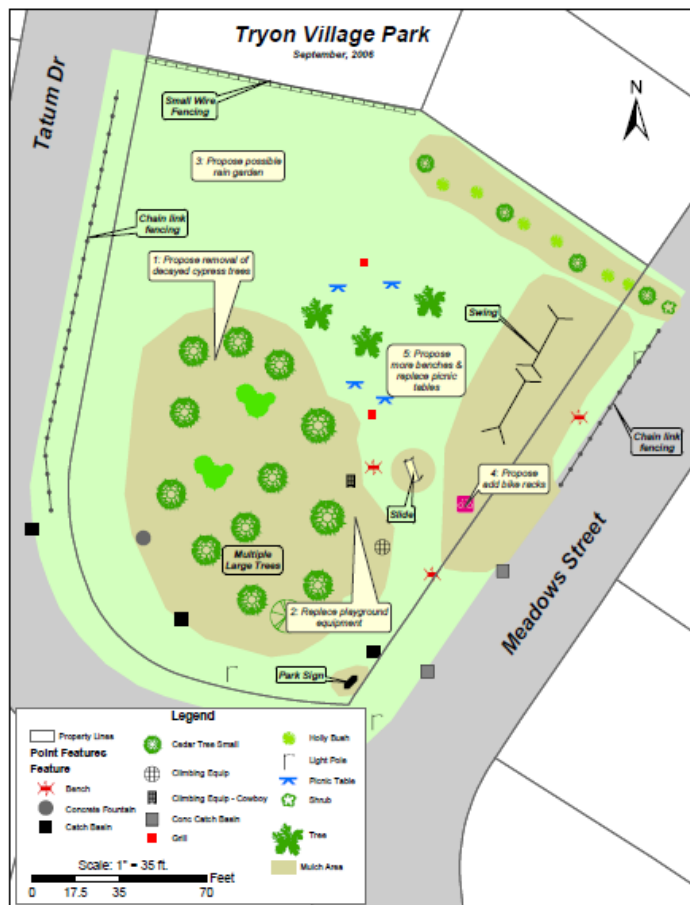 Tryon Village Park
September, 2006
Tatum Dr
Small Wire
Fencing
N
3: Propose possible
rain garden
Chain link
fencing
1: Propose removal of
decayed cypress trees
Swing
5: Propose
more benches &
replace picnic
tables
Chain link
fencing
4: Propose
add bike racks
Slide
Multiple
Large Trees
2: Replace playground
equipment
Meadows Street
Park Sign
Legend
Property Lines
Point Features
Feature
Bench
Concrete Fountain
Catch Basin
Cedar Tree Small
Climbing Equip
Climbing Equip - Cowboy
Conc Catch Basin
Grill
Holly Bush
Light Pole
Picnic Table
Shrub
Tree
Mulch Area
Scale: 1" = 35 ft.
Feet
0 17.5 35 70